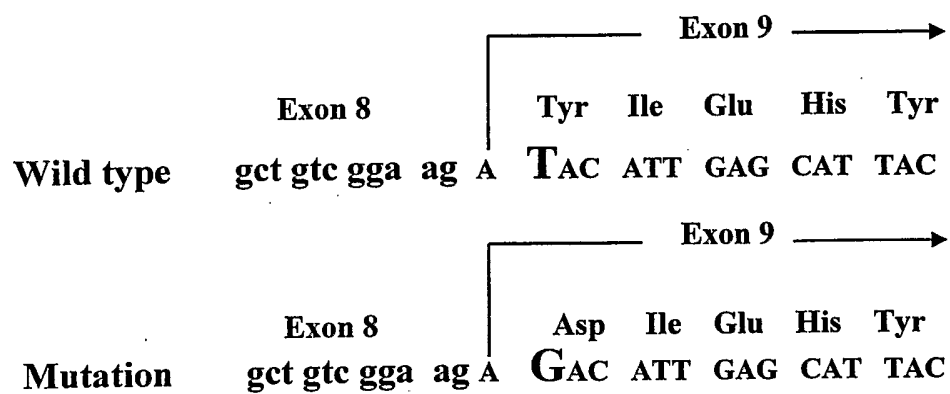 Exon 9
Exon 8
Tyr Ile Glu His Tyr
Wild type gct gtc gga ag A TAC ATT GAG CAT TAC
Exon 9
Exon 8
Asp Ile Glu His Tyr
Mutation gct gtc gga ag A GAC ATT GAG CAT TAC